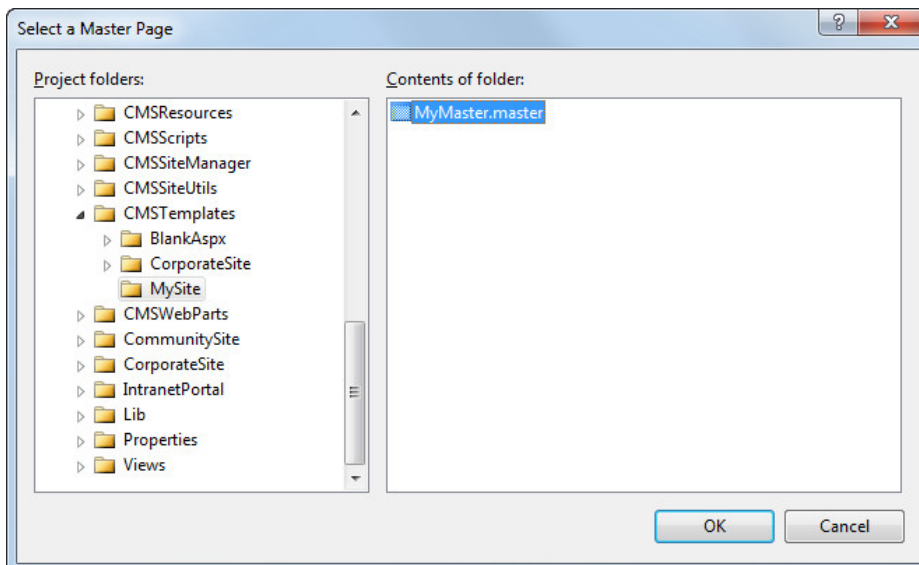 Select a Master Page
Project folders:
Contents of folder:
CMSResources
CMSScripts
CMSSiteManager
CMSSiteUtils
CMSTemplates
BlankAspx
CorporateSite
MySite
CMSWebParts
CommunitySite
CorporateSite
IntranetPortal
Lib
Properties
Views
MyMaster.master
OK
Cancel